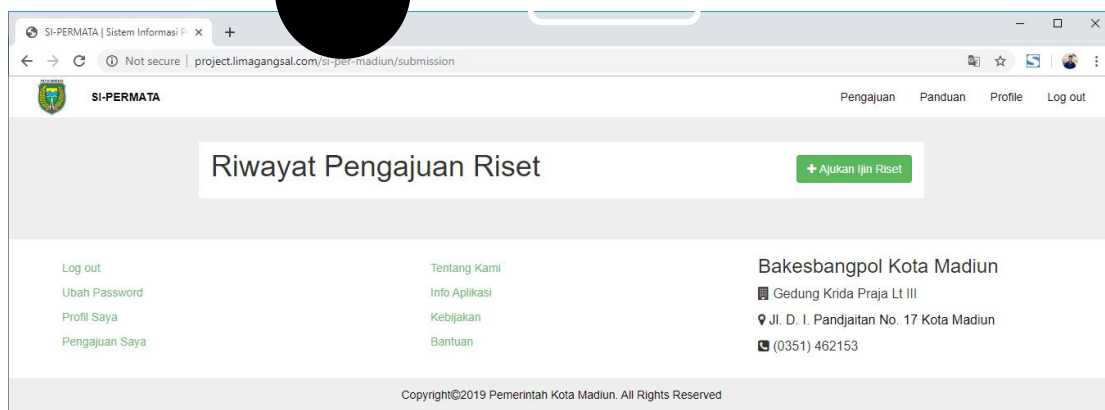 SI-PERMATA | Sistem Informasi P
Not secure | project.limagangsal.com/si-per-madiun/submission
SI-PERMATA
Pengajuan Panduan Profile Log out
Riwayat Pengajuan Riset
+ Ajukan Ijin Riset
Log out
Ubah Password
Profil Saya
Pengajuan Saya
Tentang Kami
Info Aplikasi
Kebijakan
Bantuan
Bakesbangpol Kota Madiun
Gedung Krida Praja Lt III
Jl. D. I. Pandjaitan No. 17 Kota Madiun
(0351) 462153
Copyright©2019 Pemerintah Kota Madiun. All Rights Reserved